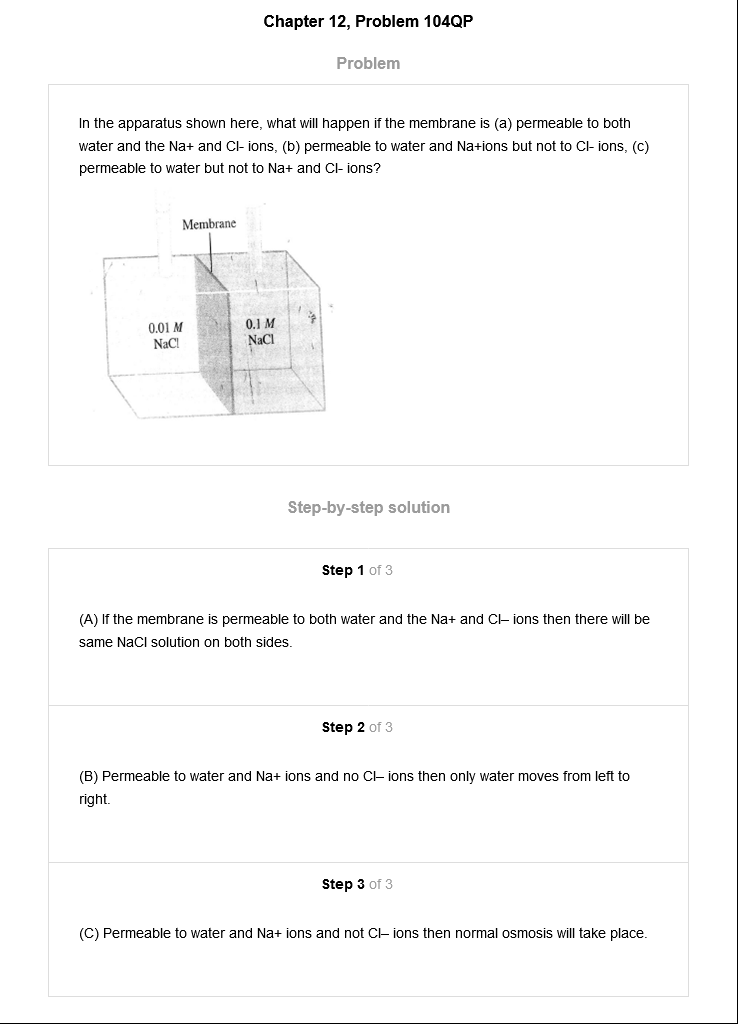 Chapter 12, Problem 104QP
Problem
In the apparatus shown here, what will happen if the membrane is (a) permeable to both
water and the Na+ and Cl- ions, (b) permeable to water and Na+ions but not to Cl- ions, (c)
permeable to water but not to Na+ and Cl- ions?
Membrane
0.01 M
NaCl
0.1 M
NaCl
Step-by-step solution
Step 1 of 3
(A) If the membrane is permeable to both water and the Na+ and Cl– ions then there will be
same NaCl solution on both sides.
Step 2 of 3
(B) Permeable to water and Na+ ions and no Cl– ions then only water moves from left to
right.
Step 3 of 3
(C) Permeable to water and Na+ ions and not Cl– ions then normal osmosis will take place.